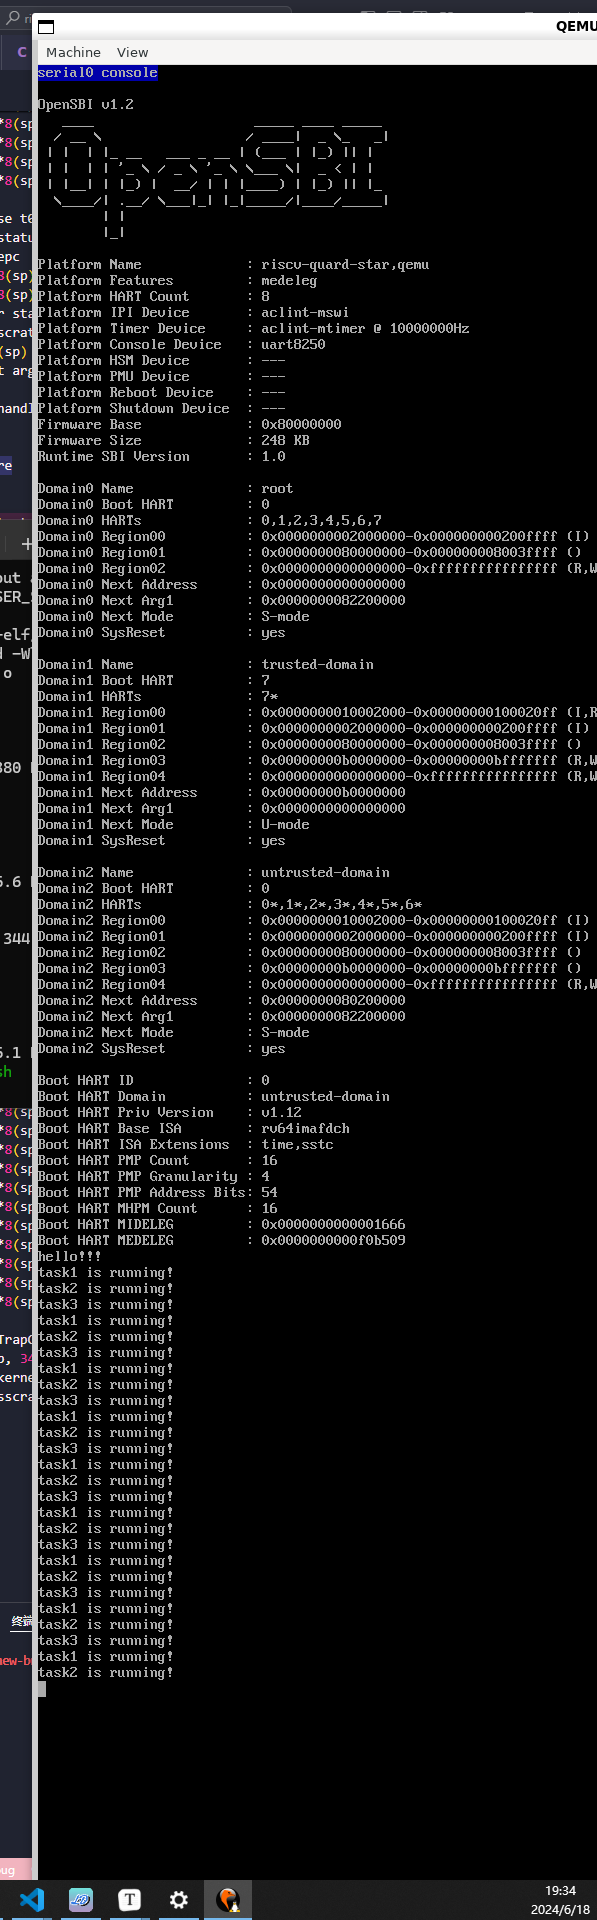 QEMU
Machine View
serial0 console
OpenSBI v1.2
OpenSBI
Platform Name : riscv-quard-star,qemu
Platform Features : medeleg
Platform HART Count : 8
Platform IPI Device : aclint-mswi
Platform Timer Device : aclint-mtimer @ 10000000Hz
Platform Console Device : uart8250
Platform HSM Device : ---
Platform PMU Device : ---
Platform Reboot Device : ---
Platform Shutdown Device : ---
Firmware Base : 0x80000000
Firmware Size : 248 KB
Runtime SBI Version : 1.0
Domain0 Name : root
Domain0 Boot HART : 0
Domain0 HARTs : 0,1,2,3,4,5,6,7
Domain0 Region00 : 0x0000000002000000-0x000000000200ffff (I)
Domain0 Region01 : 0x0000000080000000-0x000000008003ffff ()
Domain0 Region02 : 0x0000000000000000-0xffffffffffffffff (R,W
Domain0 Next Address : 0x0000000000000000
Domain0 Next Arg1 : 0x0000000082200000
Domain0 Next Mode : S-mode
Domain0 SysReset : yes
Domain1 Name : trusted-domain
Domain1 Boot HART : 7
Domain1 HARTs : 7*
Domain1 Region00 : 0x0000000010002000-0x00000000100020ff (I,R
Domain1 Region01 : 0x0000000002000000-0x000000000200ffff (I)
Domain1 Region02 : 0x0000000080000000-0x000000008003ffff ()
Domain1 Region03 : 0x00000000b0000000-0x00000000bfffffff (R,W
Domain1 Region04 : 0x0000000000000000-0xffffffffffffffff (R,W
Domain1 Next Address : 0x00000000b0000000
Domain1 Next Arg1 : 0x0000000000000000
Domain1 Next Mode : U-mode
Domain1 SysReset : yes
Domain2 Name : untrusted-domain
Domain2 Boot HART : 0
Domain2 HARTs : 0*,1*,2*,3*,4*,5*,6*
Domain2 Region00 : 0x0000000010002000-0x00000000100020ff (I)
Domain2 Region01 : 0x0000000002000000-0x000000000200ffff (I)
Domain2 Region02 : 0x0000000080000000-0x000000008003ffff ()
Domain2 Region03 : 0x00000000b0000000-0x00000000bfffffff ()
Domain2 Region04 : 0x0000000000000000-0xffffffffffffffff (R,W
Domain2 Next Address : 0x0000000080200000
Domain2 Next Arg1 : 0x0000000082200000
Domain2 Next Mode : S-mode
Domain2 SysReset : yes
Boot HART ID : 0
Boot HART Domain : untrusted-domain
Boot HART Priv Version : v1.12
Boot HART Base ISA : rv64imafdch
Boot HART ISA Extensions : time,sstc
Boot HART PMP Count : 16
Boot HART PMP Granularity : 4
Boot HART PMP Address Bits: 54
Boot HART MHPM Count : 16
Boot HART MIDELEG : 0x0000000000001666
Boot HART MEDELEG : 0x0000000000f0b509
hello!!!
task1 is running!
task2 is running!
task3 is running!
task1 is running!
task2 is running!
task3 is running!
task1 is running!
task2 is running!
task3 is running!
task1 is running!
task2 is running!
task3 is running!
task1 is running!
task2 is running!
task3 is running!
task1 is running!
task2 is running!
task3 is running!
task1 is running!
task2 is running!
task3 is running!
task1 is running!
task2 is running!
task3 is running!
task1 is running!
task2 is running!
19:34
2024/6/18